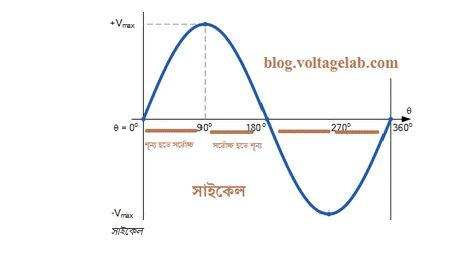 +Vmax
blog.voltagelab.com
θ
θ = 0° 90° 180° 270° 360°
শূন্য হতে সর্বোচ্চ সর্বোচ্চ হতে শূন্য
সাইকেল
-Vmax
সাইকেল